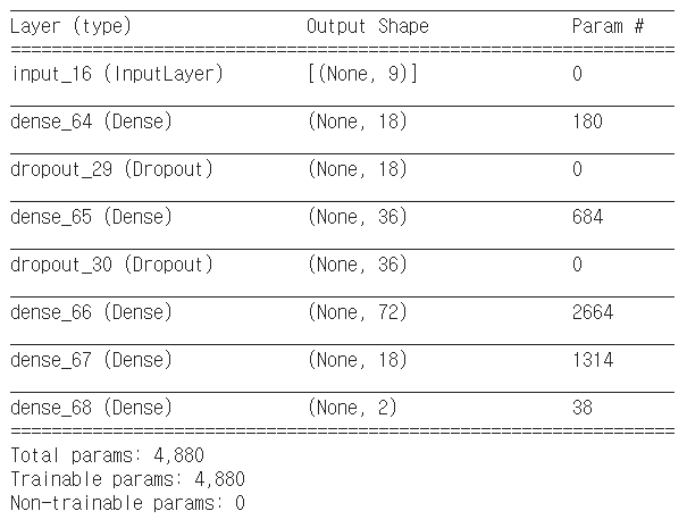 Layer (type) Output Shape Param #
=================================================================
input_16 (InputLayer) [(None, 9)] 0
dense_64 (Dense) (None, 18) 180
dropout_29 (Dropout) (None, 18) 0
dense_65 (Dense) (None, 36) 684
dropout_30 (Dropout) (None, 36) 0
dense_66 (Dense) (None, 72) 2664
dense_67 (Dense) (None, 18) 1314
dense_68 (Dense) (None, 2) 38
=================================================================
Total params: 4,880
Trainable params: 4,880
Non-trainable params: 0